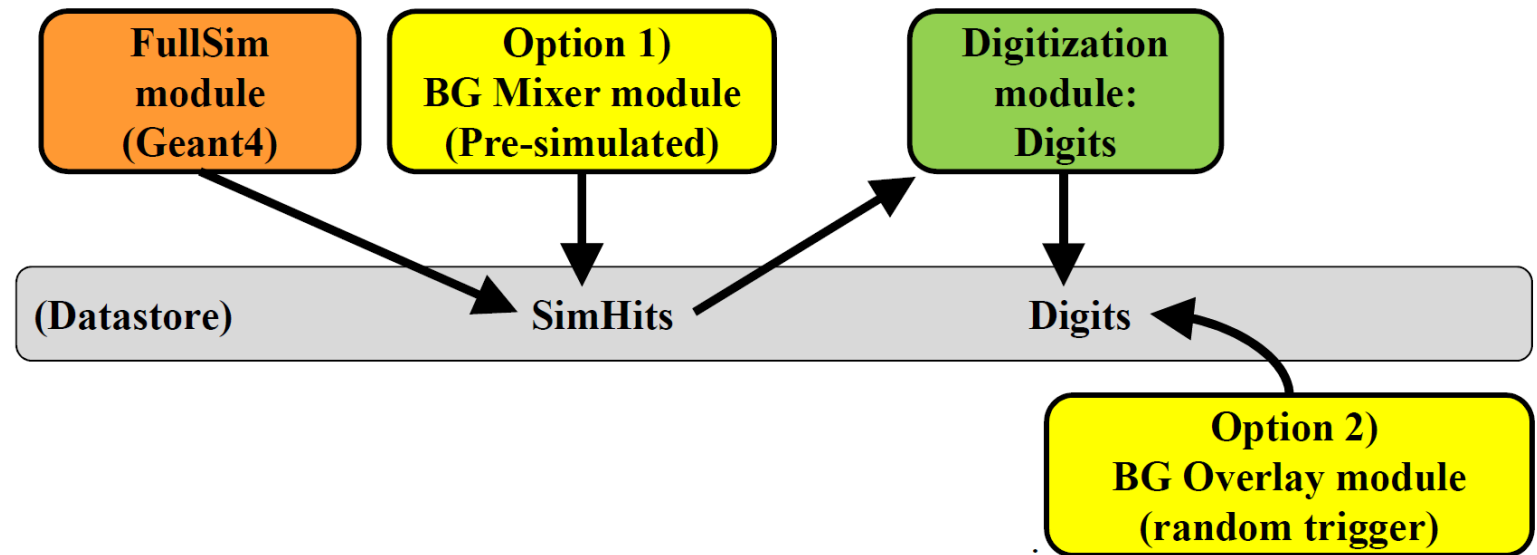 FullSim
module
(Geant4)
Option 1)
BG Mixer module
(Pre-simulated)
Digitization
module:
Digits
(Datastore)
SimHits
Digits
Option 2)
BG Overlay module
(random trigger)